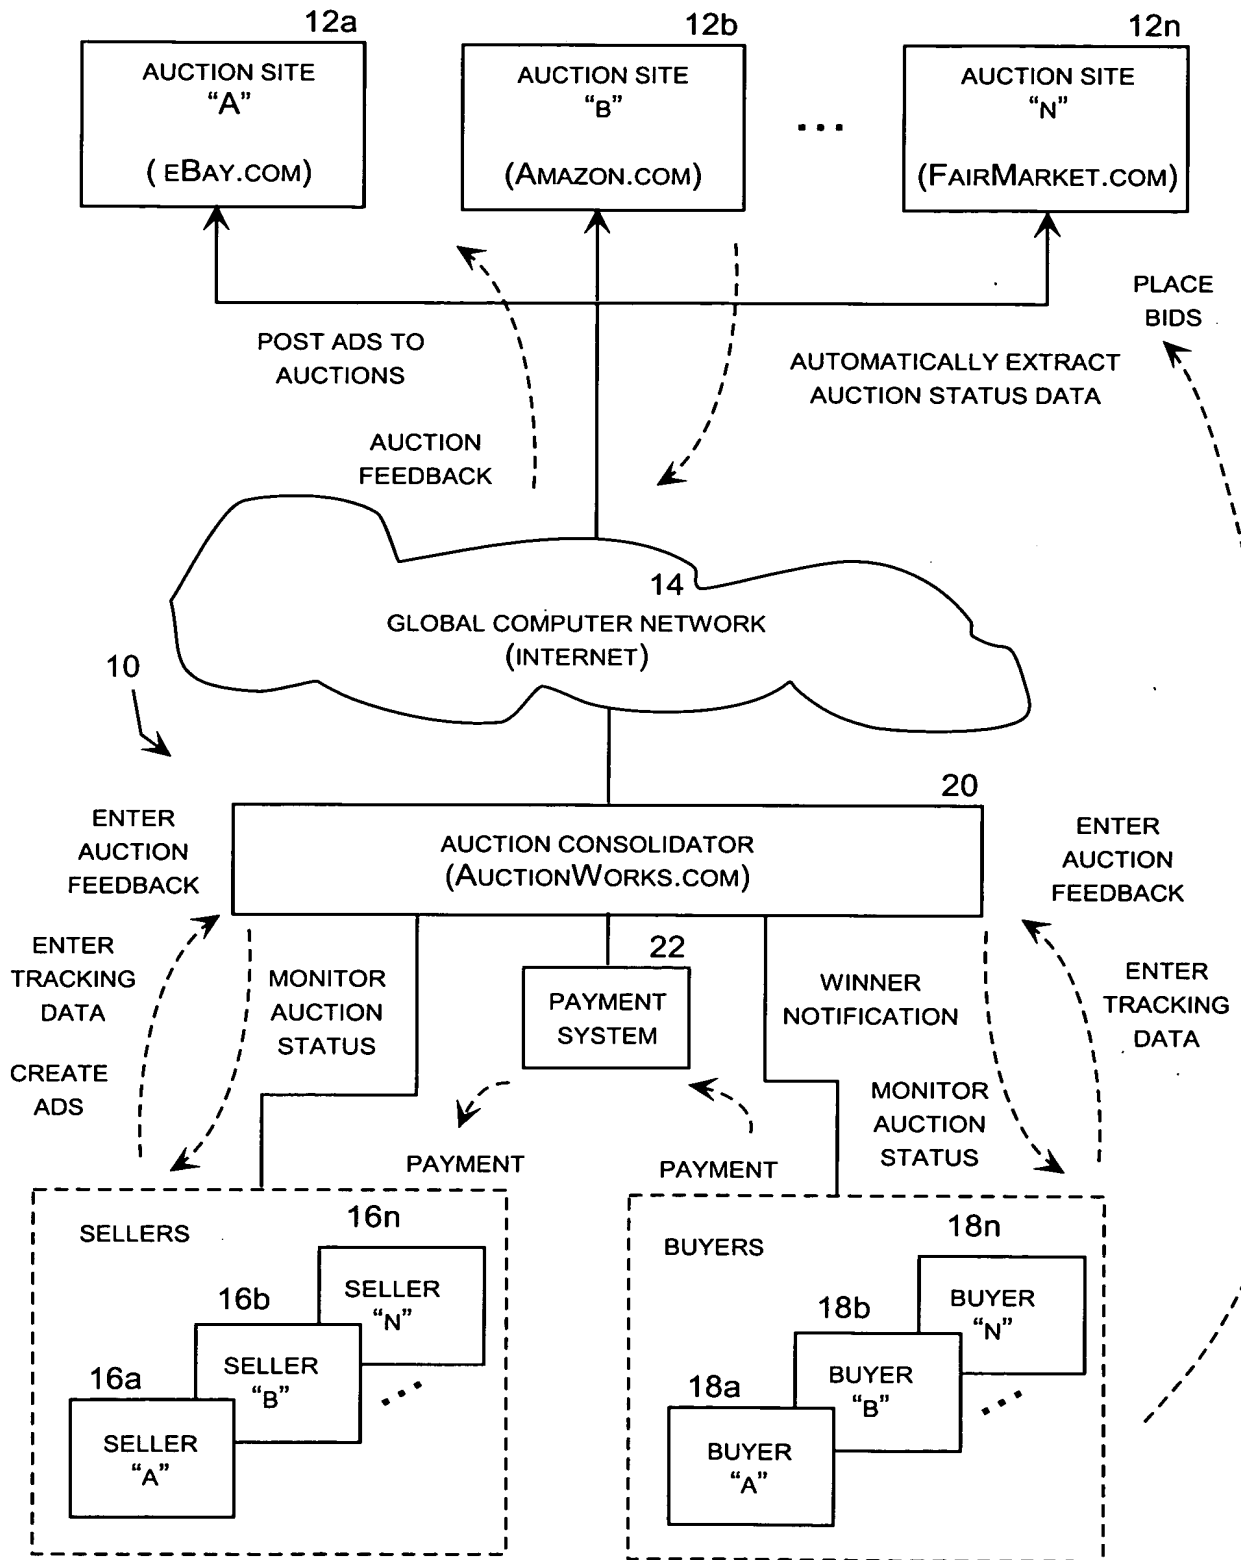 12a
12b
12n
AUCTION SITE
"A"
(EBAY.COM)
AUCTION SITE
"B"
(AMAZON.COM)
...
AUCTION SITE
"N"
(FAIRMARKET.COM)
PLACE
BIDS
POST ADS TO
AUCTIONS
AUTOMATICALLY EXTRACT
AUCTION STATUS DATA
AUCTION
FEEDBACK
14
GLOBAL COMPUTER NETWORK
(INTERNET)
10
20
AUCTION CONSOLIDATOR
(AUCTIONWORKS.COM)
ENTER
AUCTION
FEEDBACK
ENTER
AUCTION
FEEDBACK
ENTER
TRACKING
DATA
MONITOR
AUCTION
STATUS
22
PAYMENT
SYSTEM
WINNER
NOTIFICATION
ENTER
TRACKING
DATA
CREATE
ADS
MONITOR
AUCTION
STATUS
PAYMENT
PAYMENT
SELLERS
16n
SELLER
"N"
16b
SELLER
"B"
16a
SELLER
"A"
....
BUYERS
18n
BUYER
"N"
18b
BUYER
"B"
18a
BUYER
"A"
....